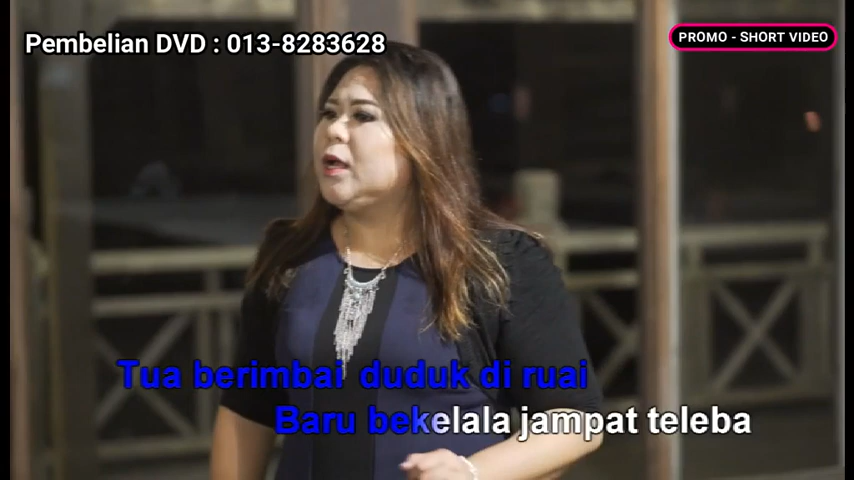 Pembelian DVD : 013-8283628
PROMO - SHORT VIDEO
Tua berimbai duduk di ruai
Baru bekelala jampat teleba